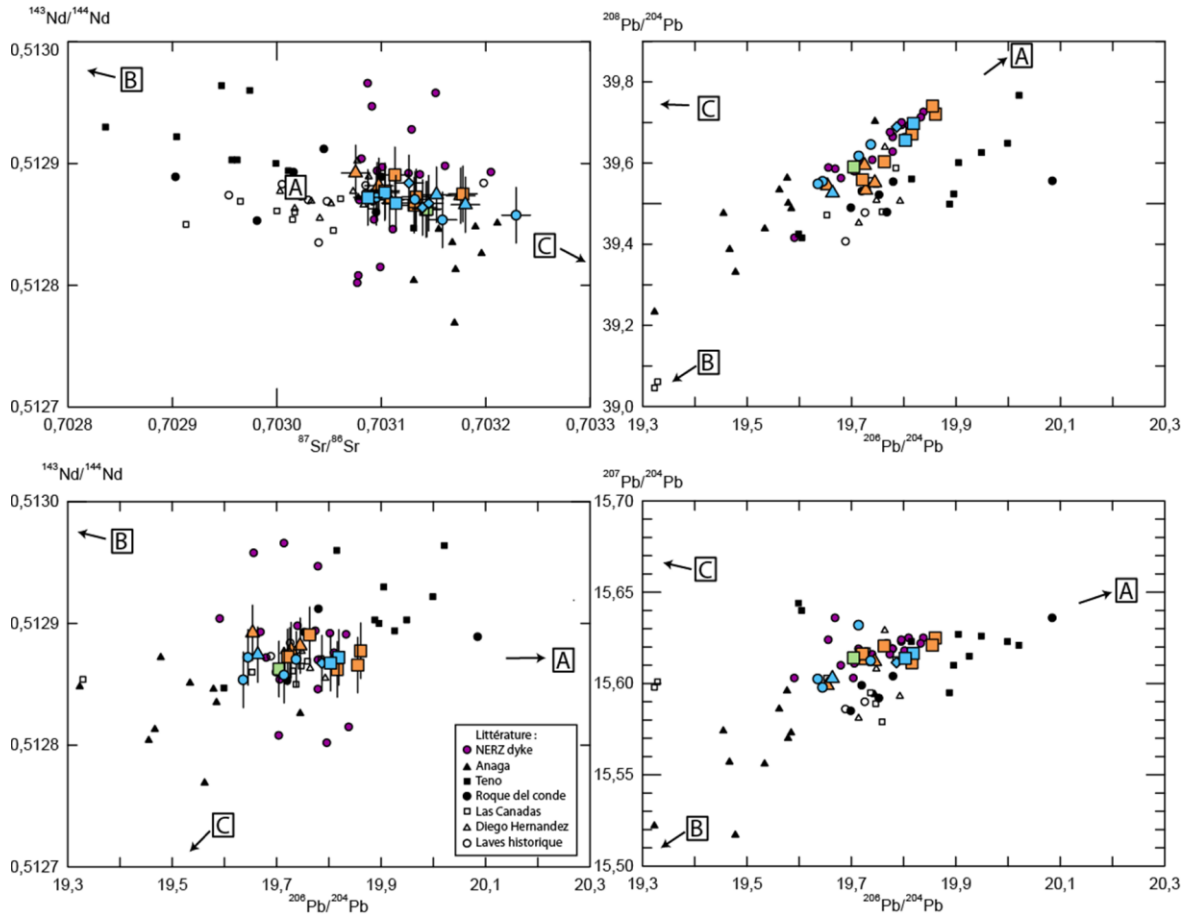 ¹⁴³Nd/¹⁴⁴Nd
0,5130
0,5129
0,5128
0,5127
B
A
C
0,7028 0,7029 0,7030 0,7031 0,7032 0,7033
⁸⁷Sr/⁸⁶Sr
²⁰⁸Pb/²⁰⁴Pb
39,8
39,6
39,4
39,2
39,0
A
C
B
19,3 19,5 19,7 19,9 20,1 20,3
²⁰⁶Pb/²⁰⁴Pb
¹⁴³Nd/¹⁴⁴Nd
0,5130
0,5129
0,5128
0,5127
B
A
C
Littérature :
NERZ dyke
Anaga
Teno
Roque del conde
Las Canadas
Diego Hernandez
Laves historique
19,3 19,5 19,7 19,9 20,1 20,3
²⁰⁶Pb/²⁰⁴Pb
²⁰⁷Pb/²⁰⁴Pb
15,70
15,65
15,60
15,55
15,50
C
A
B
19,3 19,5 19,7 19,9 20,1 20,3
²⁰⁶Pb/²⁰⁴Pb